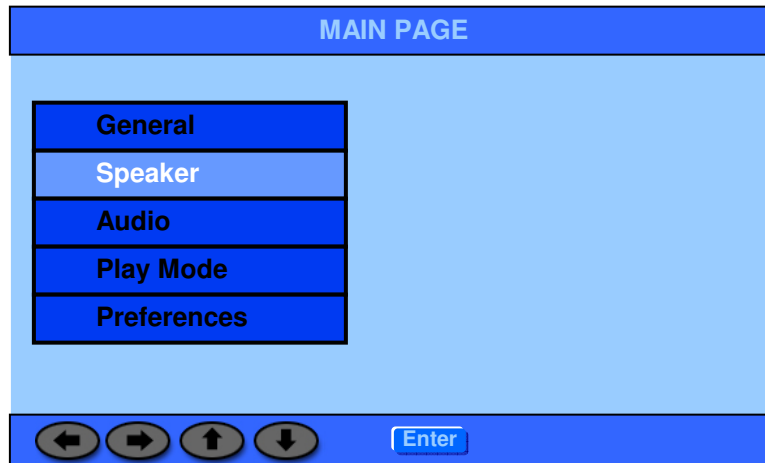 MAIN PAGE
General
Speaker
Audio
Play Mode
Preferences
Enter